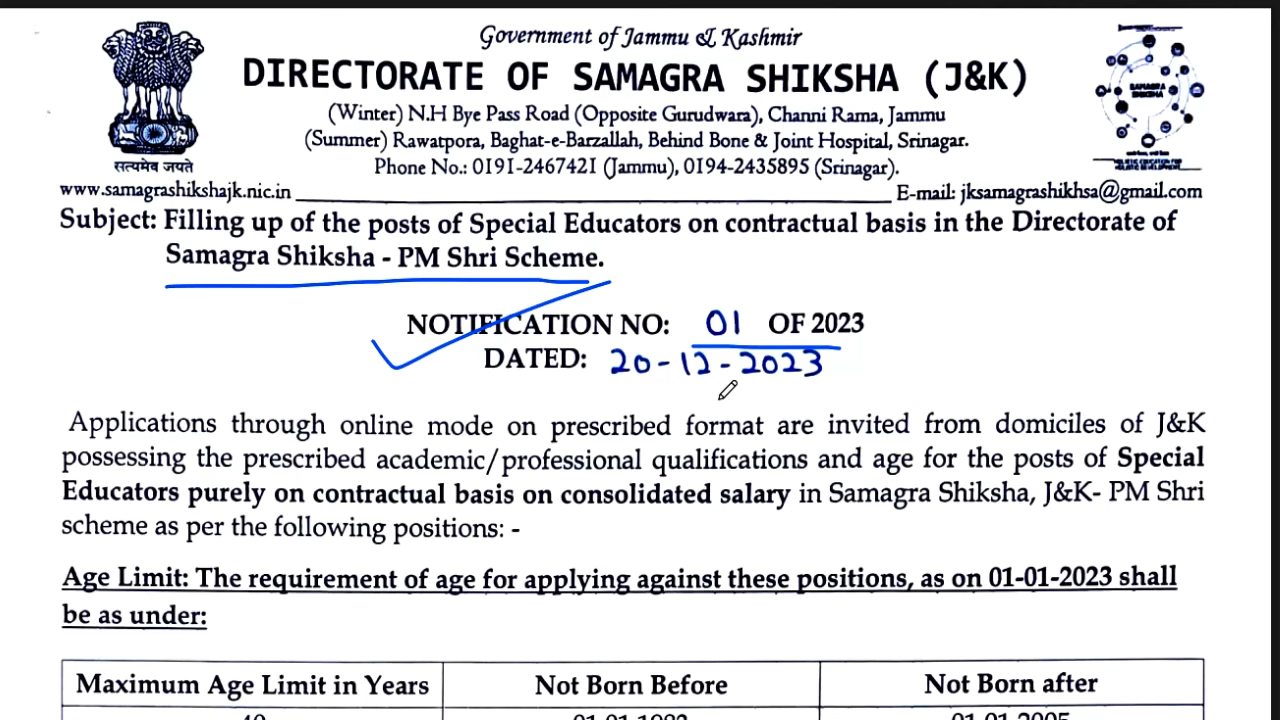 Government of Jammu & Kashmir
DIRECTORATE OF SAMAGRA SHIKSHA (J&K)
(Winter) N.H Bye Pass Road (Opposite Gurudwara), Channi Rama, Jammu
(Summer) Rawatpora, Baghat-e-Barzallah, Behind Bone & Joint Hospital, Srinagar.
Phone No.: 0191-2467421 (Jammu), 0194-2435895 (Srinagar).
सत्यमेव जयते
SAMAGRA
SHIKSHA
www.samagrashikshajk.nic.in E-mail: jksamagrashikhsa@gmail.com
Subject: Filling up of the posts of Special Educators on contractual basis in the Directorate of
Samagra Shiksha - PM Shri Scheme.
NOTIFICATION NO: 01 OF 2023
DATED: 20-12-2023
Applications through online mode on prescribed format are invited from domiciles of J&K
possessing the prescribed academic/professional qualifications and age for the posts of Special
Educators purely on contractual basis on consolidated salary in Samagra Shiksha, J&K- PM Shri
scheme as per the following positions: -
Age Limit: The requirement of age for applying against these positions, as on 01-01-2023 shall
be as under:
Maximum Age Limit in Years Not Born Before Not Born after